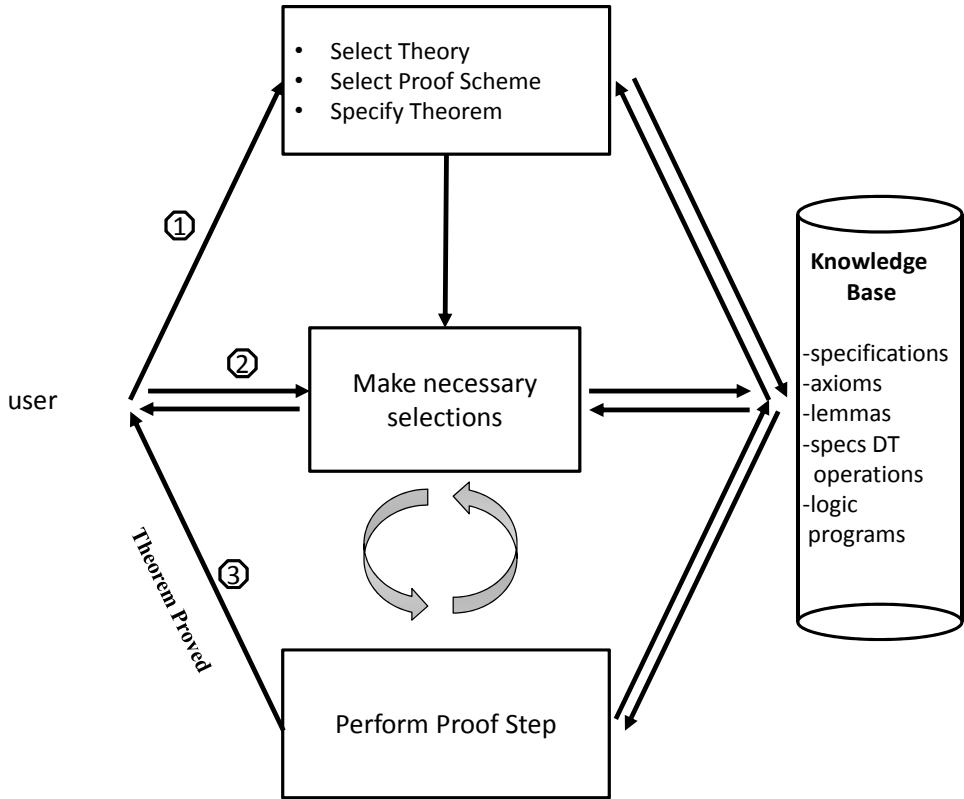 • Select Theory
• Select Proof Scheme
• Specify Theorem
1
Knowledge
Base
-specifications
-axioms
-lemmas
-specs DT
operations
-logic
programs
2
user
Make necessary
selections
3
Theorem Proved
Perform Proof Step